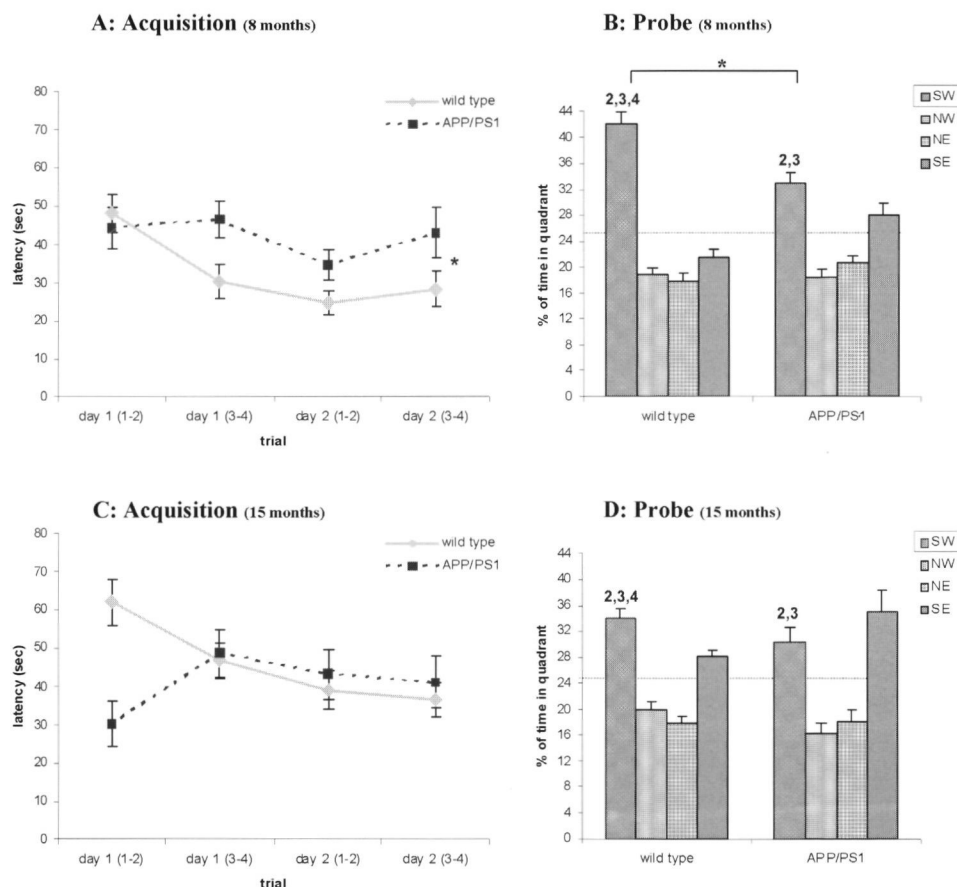 A: Acquisition (8 months)
80
70
60
50
40
30
20
10
0
latency (sec)
wild type
APP/PS1
*
day 1 (1-2)
day 1 (3-4)
day 2 (1-2)
day 2 (3-4)
trial
B: Probe (8 months)
*
44
40
36
32
28
24
20
16
12
8
4
0
% of time in quadrant
2,3,4
2,3
SW
NW
NE
SE
wild type
APP/PS1
C: Acquisition (15 months)
80
70
60
50
40
30
20
10
0
latency (sec)
wild type
APP/PS1
day 1 (1-2)
day 1 (3-4)
day 2 (1-2)
day 2 (3-4)
trial
D: Probe (15 months)
44
40
36
32
28
24
20
16
12
8
4
0
% of time in quadrant
2,3,4
2,3
SW
NW
NE
SE
wild type
APP/PS1